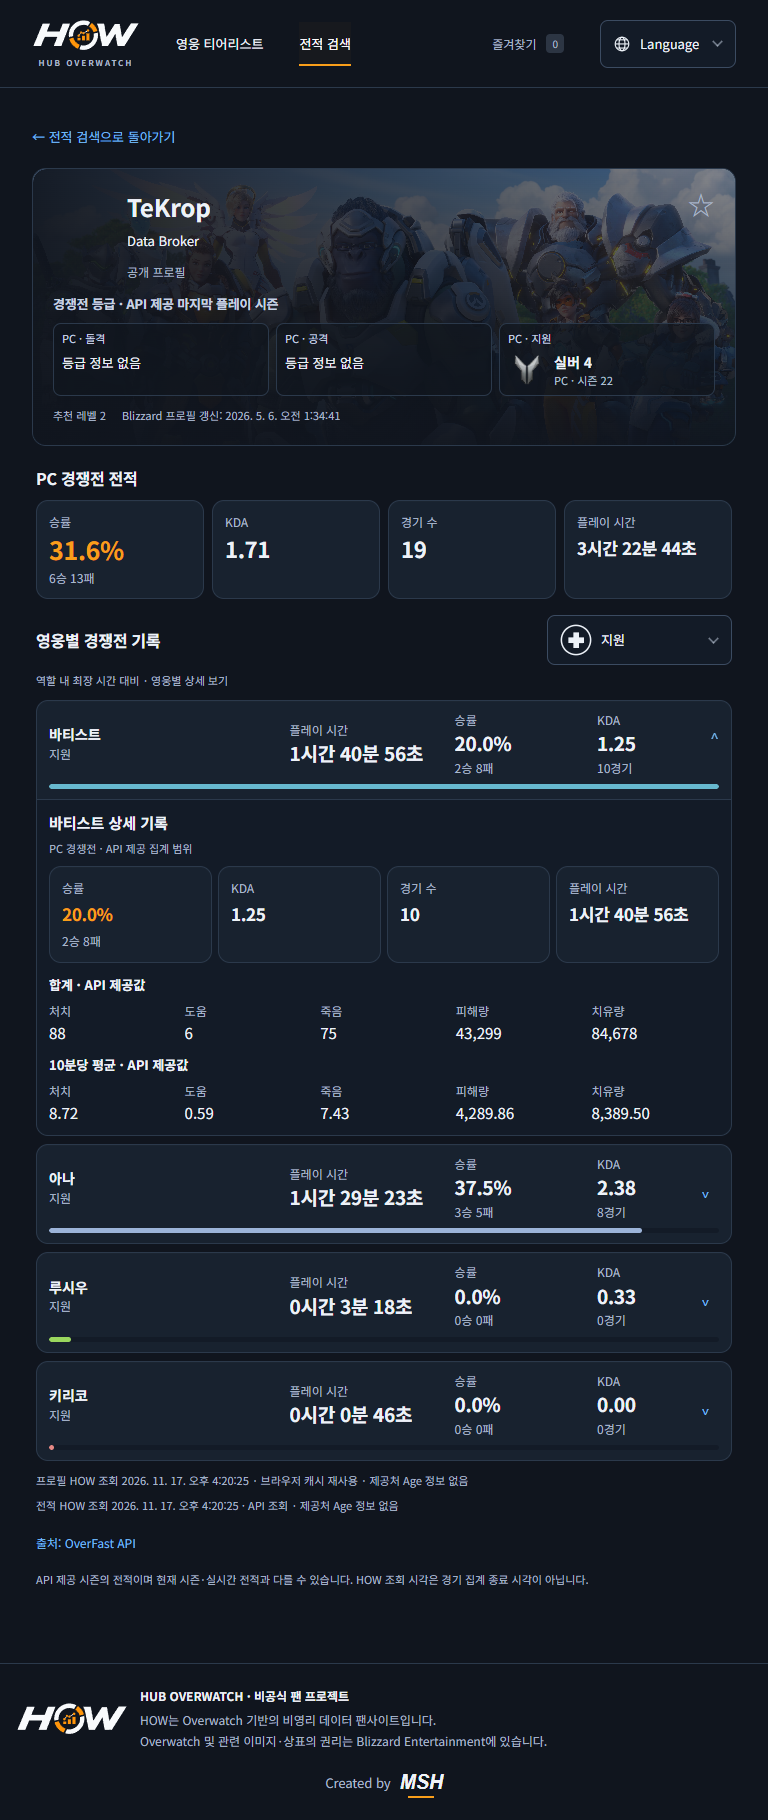 HOW
HUB OVERWATCH
영웅 티어리스트
전적 검색
즐겨찾기 0
Language
← 전적 검색으로 돌아가기
TeKrop
Data Broker
공개 프로필
경쟁전 등급 · API 제공 마지막 플레이 시즌
PC · 돌격
등급 정보 없음
PC · 공격
등급 정보 없음
PC · 지원
실버 4
PC · 시즌 22
추천 레벨 2 Blizzard 프로필 갱신: 2026. 5. 6. 오전 1:34:41
PC 경쟁전 전적
승률
31.6%
6승 13패
KDA
1.71
경기 수
19
플레이 시간
3시간 22분 44초
영웅별 경쟁전 기록
지원
역할 내 최장 시간 대비 · 영웅별 상세 보기
바티스트
지원
플레이 시간
1시간 40분 56초
승률
20.0%
2승 8패
KDA
1.25
10경기
바티스트 상세 기록
PC 경쟁전 · API 제공 집계 범위
승률
20.0%
2승 8패
KDA
1.25
경기 수
10
플레이 시간
1시간 40분 56초
합계 · API 제공값
처치 도움 죽음 피해량 치유량
88 6 75 43,299 84,678
10분당 평균 · API 제공값
처치 도움 죽음 피해량 치유량
8.72 0.59 7.43 4,289.86 8,389.50
아나
지원
플레이 시간
1시간 29분 23초
승률
37.5%
3승 5패
KDA
2.38
8경기
루시우
지원
플레이 시간
0시간 3분 18초
승률
0.0%
0승 0패
KDA
0.33
0경기
키리코
지원
플레이 시간
0시간 0분 46초
승률
0.0%
0승 0패
KDA
0.00
0경기
프로필 HOW 조회 2026. 11. 17. 오후 4:20:25 · 브라우저 캐시 재사용 · 제공처 Age 정보 없음
전적 HOW 조회 2026. 11. 17. 오후 4:20:25 · API 조회 · 제공처 Age 정보 없음
출처: OverFast API
API 제공 시즌의 전적이며 현재 시즌·실시간 전적과 다를 수 있습니다. HOW 조회 시각은 경기 집계 종료 시각이 아닙니다.
HOW
HUB OVERWATCH · 비공식 팬 프로젝트
HOW는 Overwatch 기반의 비영리 데이터 팬사이트입니다.
Overwatch 및 관련 이미지·상표의 권리는 Blizzard Entertainment에 있습니다.
Created by MSH